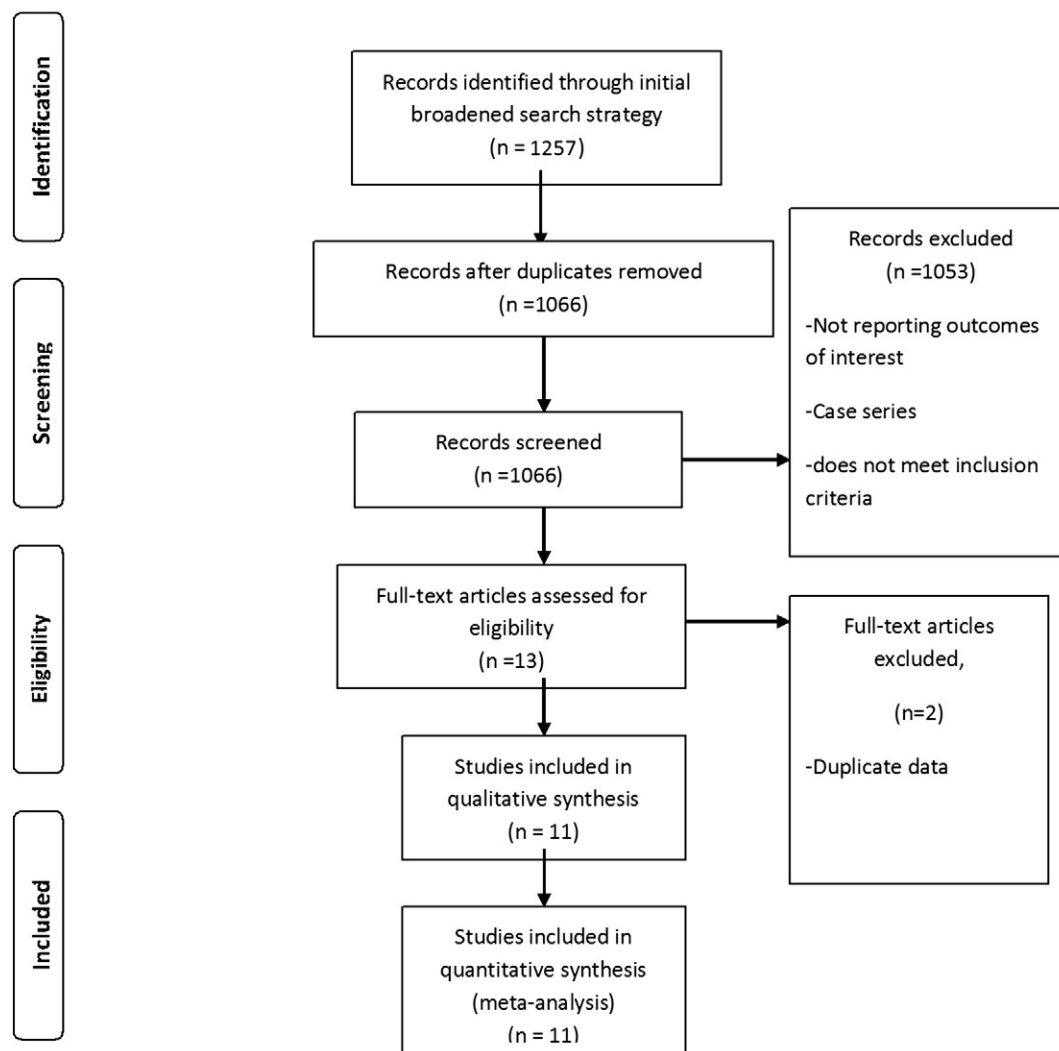 Identification
Records identified through initial
broadened search strategy
(n = 1257)
Records after duplicates removed
(n =1066)
Records excluded
(n =1053)
-Not reporting outcomes
of interest
-Case series
-does not meet inclusion
criteria
Screening
Records screened
(n =1066)
Eligibility
Full-text articles assessed for
eligibility
(n =13)
Full-text articles
excluded,
(n=2)
-Duplicate data
Studies included in
qualitative synthesis
(n = 11)
Included
Studies included in
quantitative synthesis
(meta-analysis)
(n = 11)